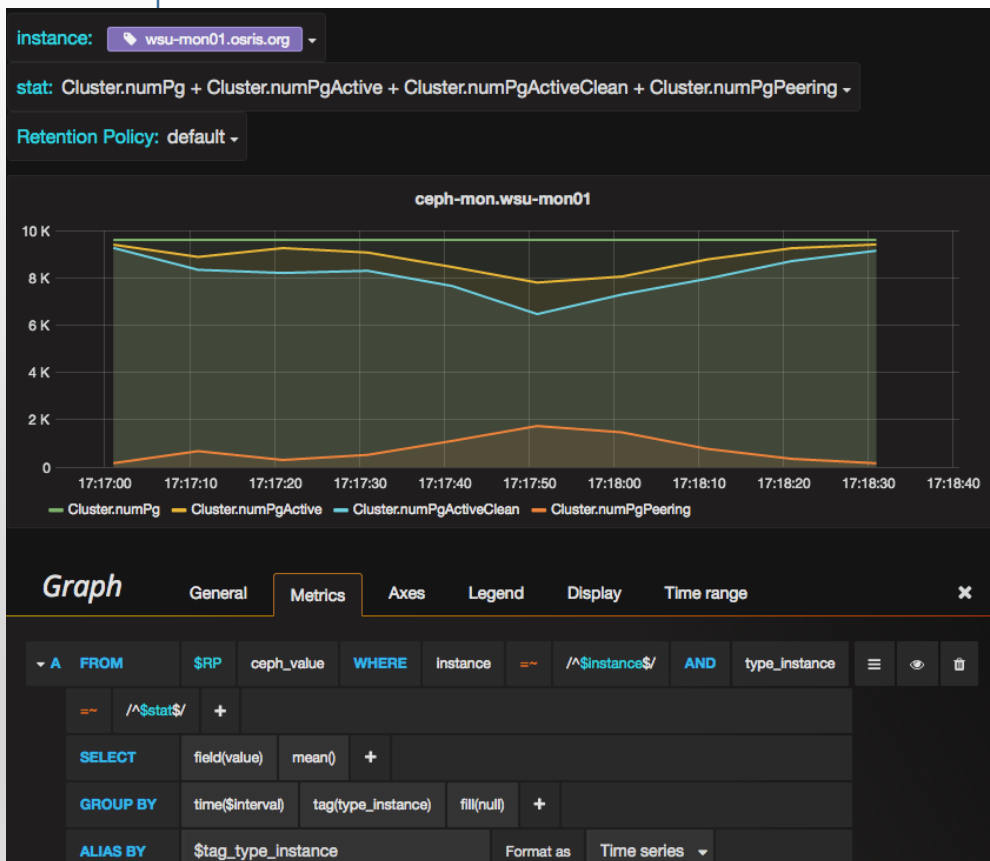 instance: wsu-mon01.osris.org
stat: Cluster.numPg + Cluster.numPgActive + Cluster.numPgActiveClean + Cluster.numPgPeering
Retention Policy: default
ceph-mon.wsu-mon01
10 K
8 K
6 K
4 K
2 K
0
17:17:00 17:17:10 17:17:20 17:17:30 17:17:40 17:17:50 17:18:00 17:18:10 17:18:20 17:18:30 17:18:40
Cluster.numPg Cluster.numPgActive Cluster.numPgActiveClean Cluster.numPgPeering
Graph General Metrics Axes Legend Display Time range ×
A FROM $RP ceph_value WHERE instance =~ /^$instance$/ AND type_instance
=~ /^$stat$/ +
SELECT field(value) mean() +
GROUP BY time($interval) tag(type_instance) fill(null) +
ALIAS BY $tag_type_instance Format as Time series